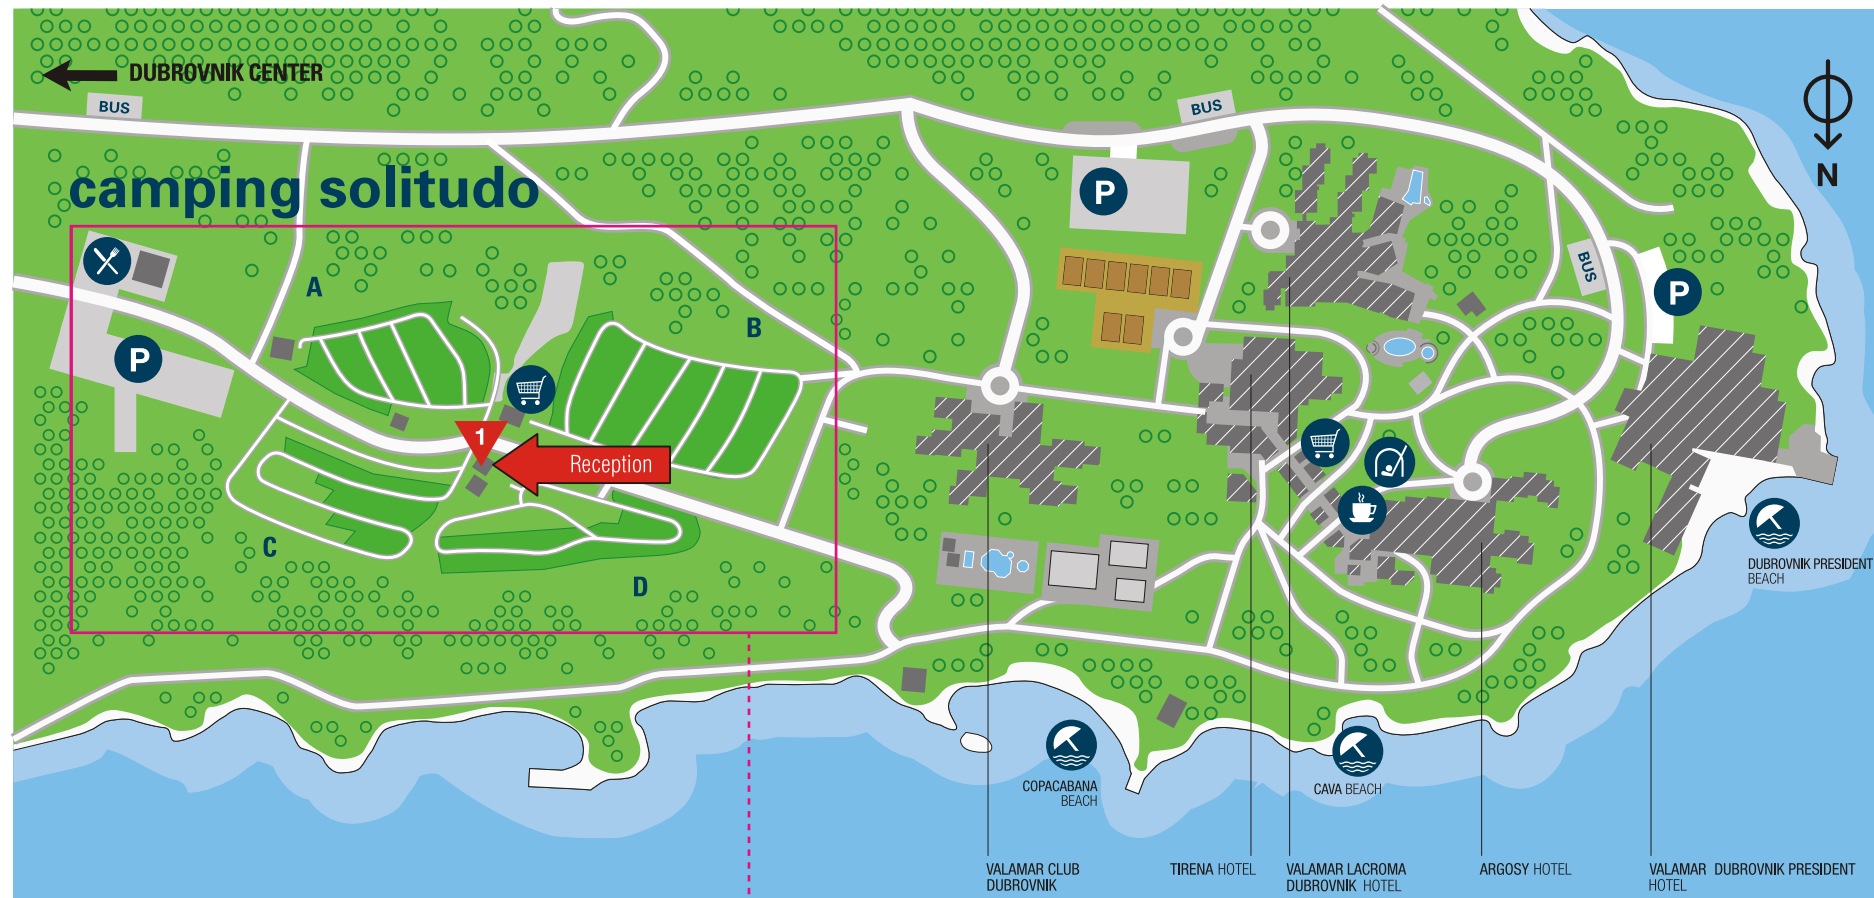 DUBROVNIK CENTER
BUS
BUS
N
P
camping solitudo
BUS
A
P
B
P
1
Reception
C
D
DUBROVNIK PRESIDENT
BEACH
COPACABANA
BEACH
CAVA BEACH
VALAMAR CLUB
DUBROVNIK
TIRENA HOTEL
VALAMAR LACROMA
DUBROVNIK HOTEL
ARGOSY HOTEL
VALAMAR DUBROVNIK PRESIDENT
HOTEL